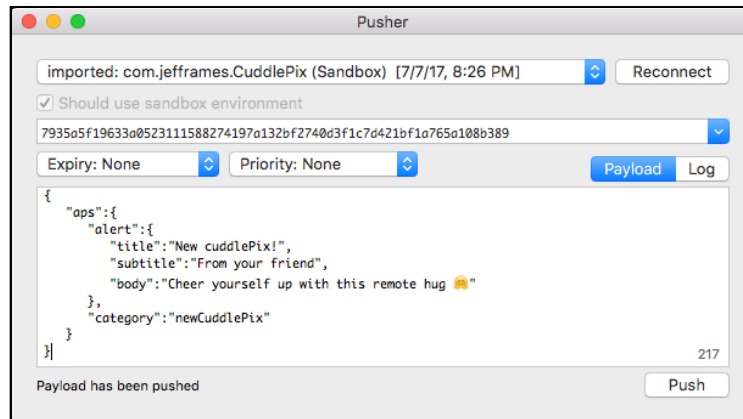 Pusher
imported: com.jefframes.CuddlePix (Sandbox) [7/7/17, 8:26 PM]
Reconnect
Should use sandbox environment
7935a5f19633a0523111588274197a132bf2740d3f1c7d421bf1a765a108b389
Expiry: None
Priority: None
Payload
Log
{
"aps":{
"alert":{
"title":"New cuddlePix!",
"subtitle":"From your friend",
"body":"Cheer yourself up with this remote hug 🤗"
},
"category":"newCuddlePix"
}
}
217
Payload has been pushed
Push